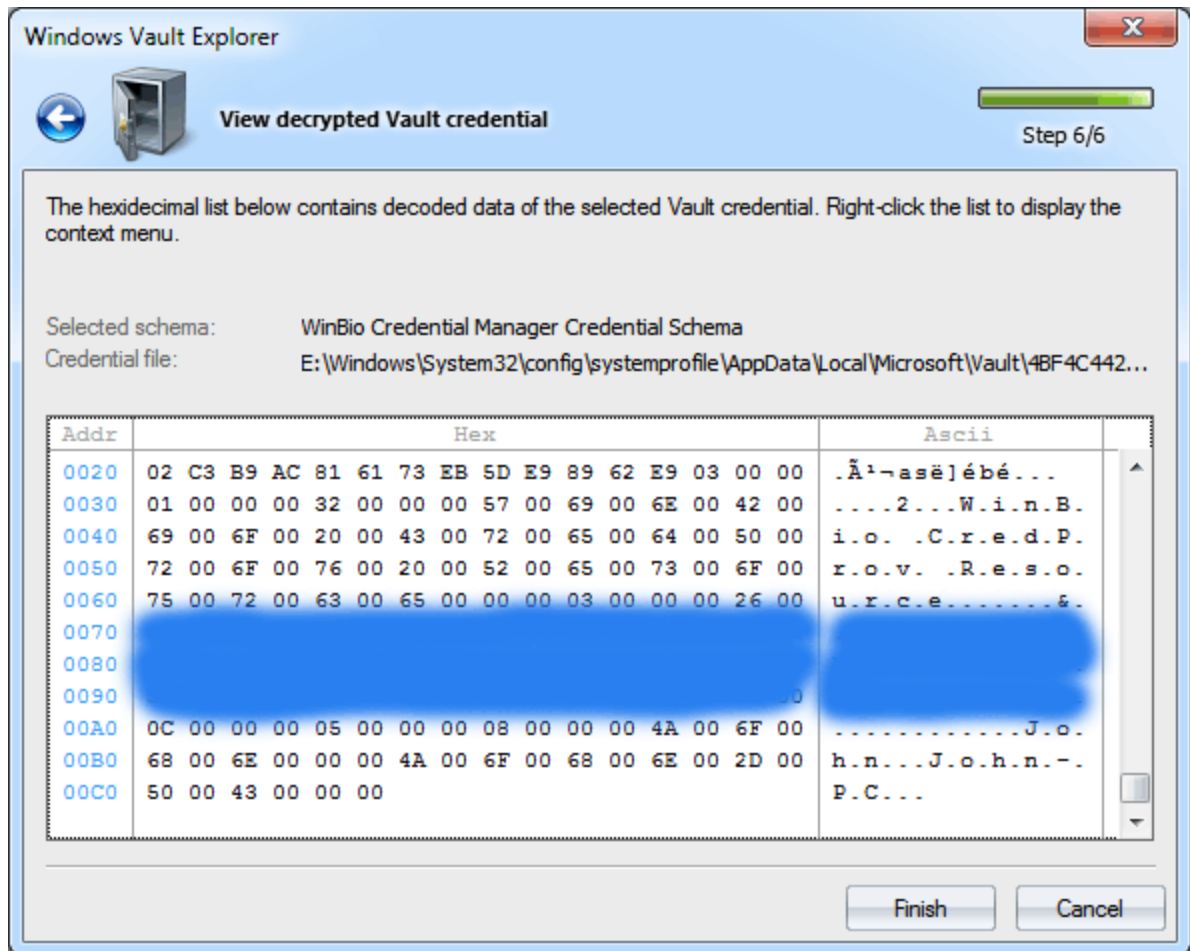 Windows Vault Explorer
View decrypted Vault credential
Step 6/6
The hexidecimal list below contains decoded data of the selected Vault credential. Right-click the list to display the
context menu.
Selected schema: WinBio Credential Manager Credential Schema
Credential file: E:\Windows\System32\config\systemprofile\AppData\Local\Microsoft\Vault\4BF4C442...
Addr Hex Ascii
0020 02 C3 B9 AC 81 61 73 EB 5D E9 89 62 E9 03 00 00 .Ã¹¬asë]ébé...
0030 01 00 00 00 32 00 00 00 57 00 69 00 6E 00 42 00 ....2...W.i.n.B.
0040 69 00 6F 00 20 00 43 00 72 00 65 00 64 00 50 00 i.o. .C.r.e.d.P.
0050 72 00 6F 00 76 00 20 00 52 00 65 00 73 00 6F 00 r.o.v. .R.e.s.o.
0060 75 00 72 00 63 00 65 00 00 00 03 00 00 00 26 00 u.r.c.e.......&.
0070
0080
0090
00A0 0C 00 00 00 05 00 00 00 08 00 00 00 4A 00 6F 00 ............J.o.
00B0 68 00 6E 00 00 00 4A 00 6F 00 68 00 6E 00 2D 00 h.n...J.o.h.n.-.
00C0 50 00 43 00 00 00 P.C...
Finish Cancel